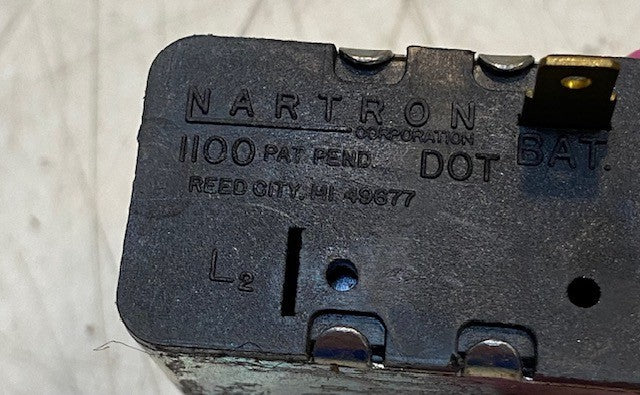 NARTRON
CORPORATION
1100 PAT. PEND. DOT BAT.
REED CITY, MI. 49677
L2